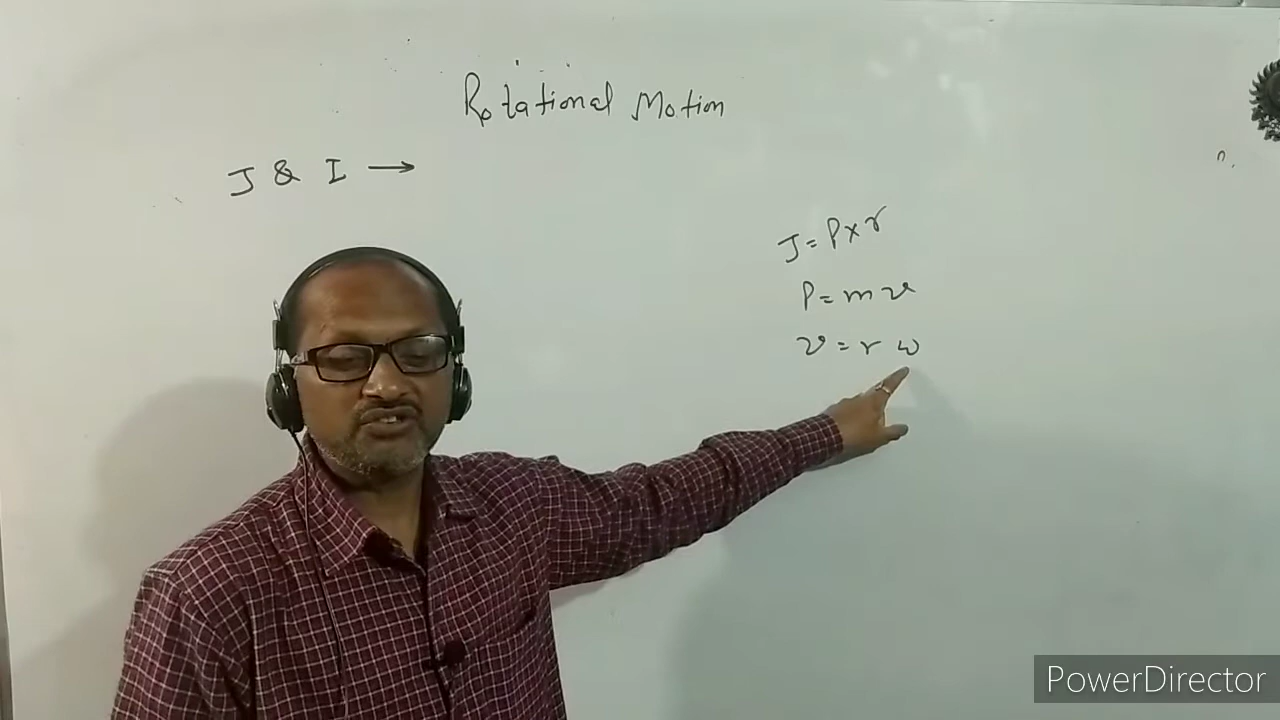 Rotational Motion
J & I →
J = P x r
P = m v
v = r ω
PowerDirector